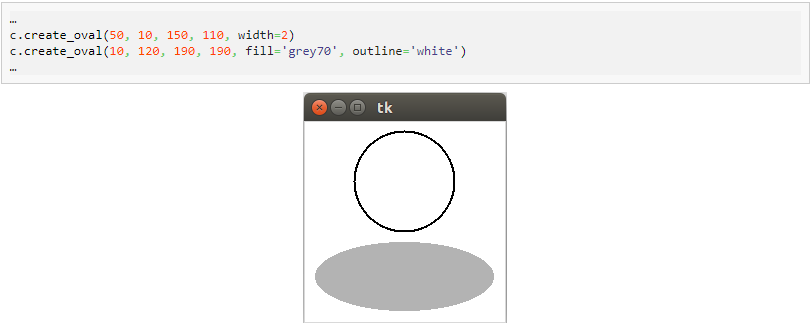 …
c.create_oval(50, 10, 150, 110, width=2)
c.create_oval(10, 120, 190, 190, fill='grey70', outline='white')
…
tk